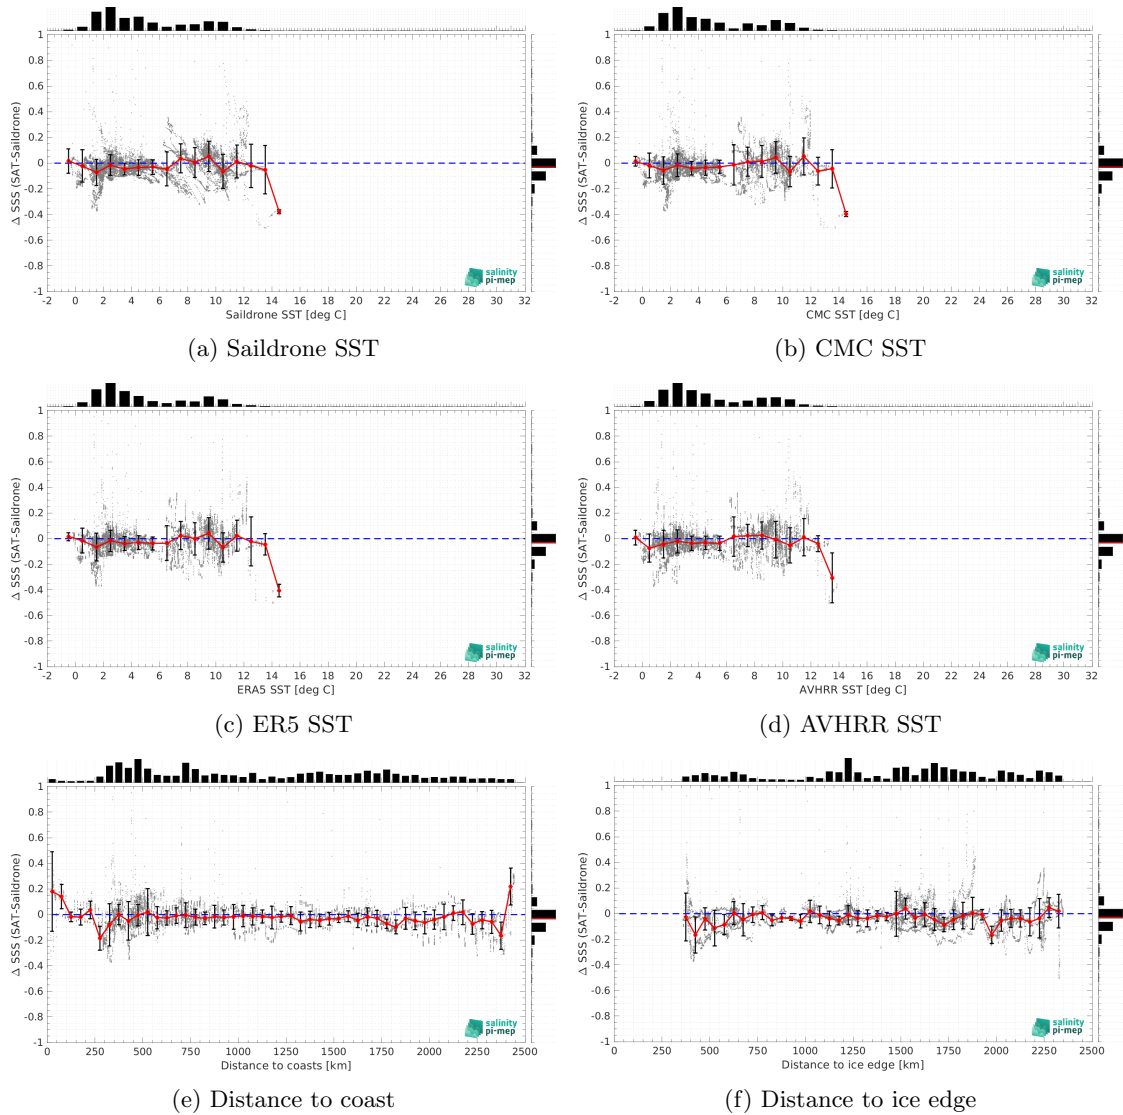 1
0.8
0.6
0.4
0.2
0
-0.2
-0.4
-0.6
-0.8
-1
Δ SSS (SAT-Saildrone)
salinity
pi-mep
-2 0 2 4 6 8 10 12 14 16 18 20 22 24 26 28 30 32
Saildrone SST [deg C]
(a) Saildrone SST
1
0.8
0.6
0.4
0.2
0
-0.2
-0.4
-0.6
-0.8
-1
Δ SSS (SAT-Saildrone)
salinity
pi-mep
-2 0 2 4 6 8 10 12 14 16 18 20 22 24 26 28 30 32
CMC SST [deg C]
(b) CMC SST
1
0.8
0.6
0.4
0.2
0
-0.2
-0.4
-0.6
-0.8
-1
Δ SSS (SAT-Saildrone)
salinity
pi-mep
-2 0 2 4 6 8 10 12 14 16 18 20 22 24 26 28 30 32
ERA5 SST [deg C]
(c) ER5 SST
1
0.8
0.6
0.4
0.2
0
-0.2
-0.4
-0.6
-0.8
-1
Δ SSS (SAT-Saildrone)
salinity
pi-mep
-2 0 2 4 6 8 10 12 14 16 18 20 22 24 26 28 30 32
AVHRR SST [deg C]
(d) AVHRR SST
1
0.8
0.6
0.4
0.2
0
-0.2
-0.4
-0.6
-0.8
-1
Δ SSS (SAT-Saildrone)
salinity
pi-mep
0 250 500 750 1000 1250 1500 1750 2000 2250 2500
Distance to coasts [km]
(e) Distance to coast
1
0.8
0.6
0.4
0.2
0
-0.2
-0.4
-0.6
-0.8
-1
Δ SSS (SAT-Saildrone)
salinity
pi-mep
0 250 500 750 1000 1250 1500 1750 2000 2250 2500
Distance to ice edge [km]
(f) Distance to ice edge